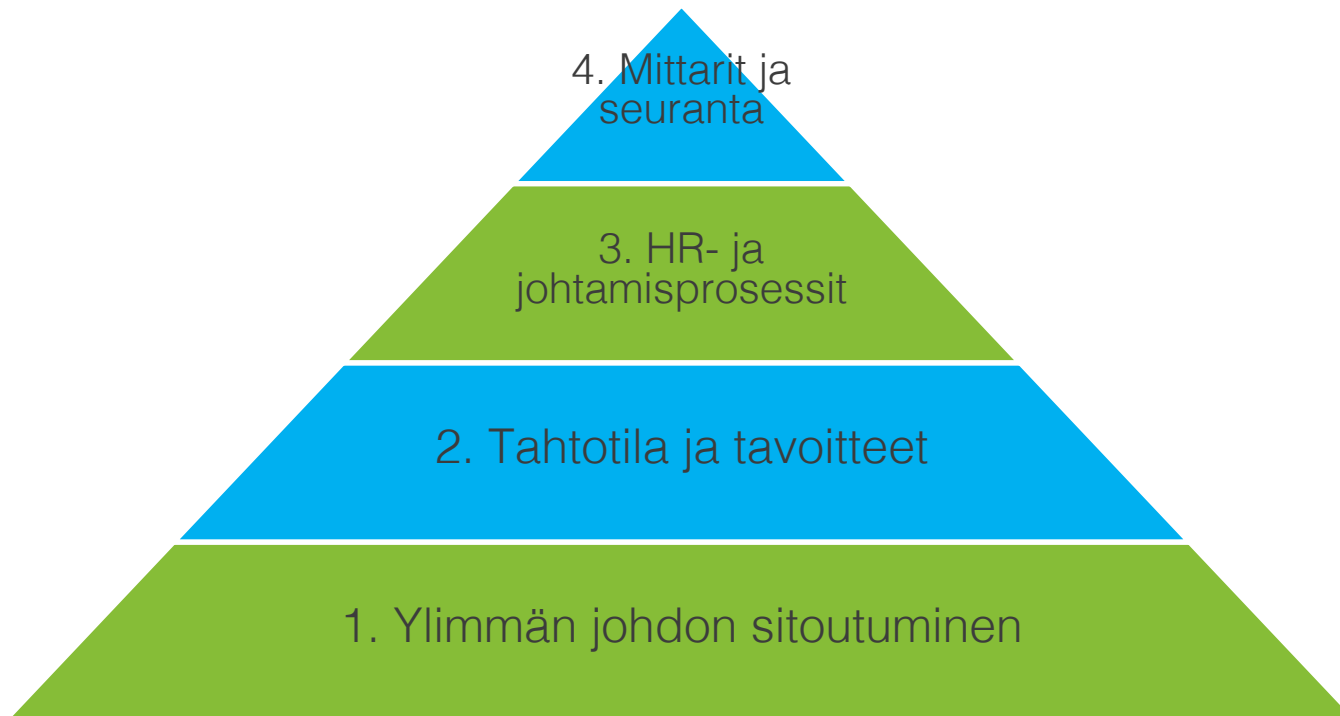 4. Mittarit ja
seuranta
3. HR- ja
johtamisprosessit
2. Tahtotila ja tavoitteet
1. Ylimmän johdon sitoutuminen